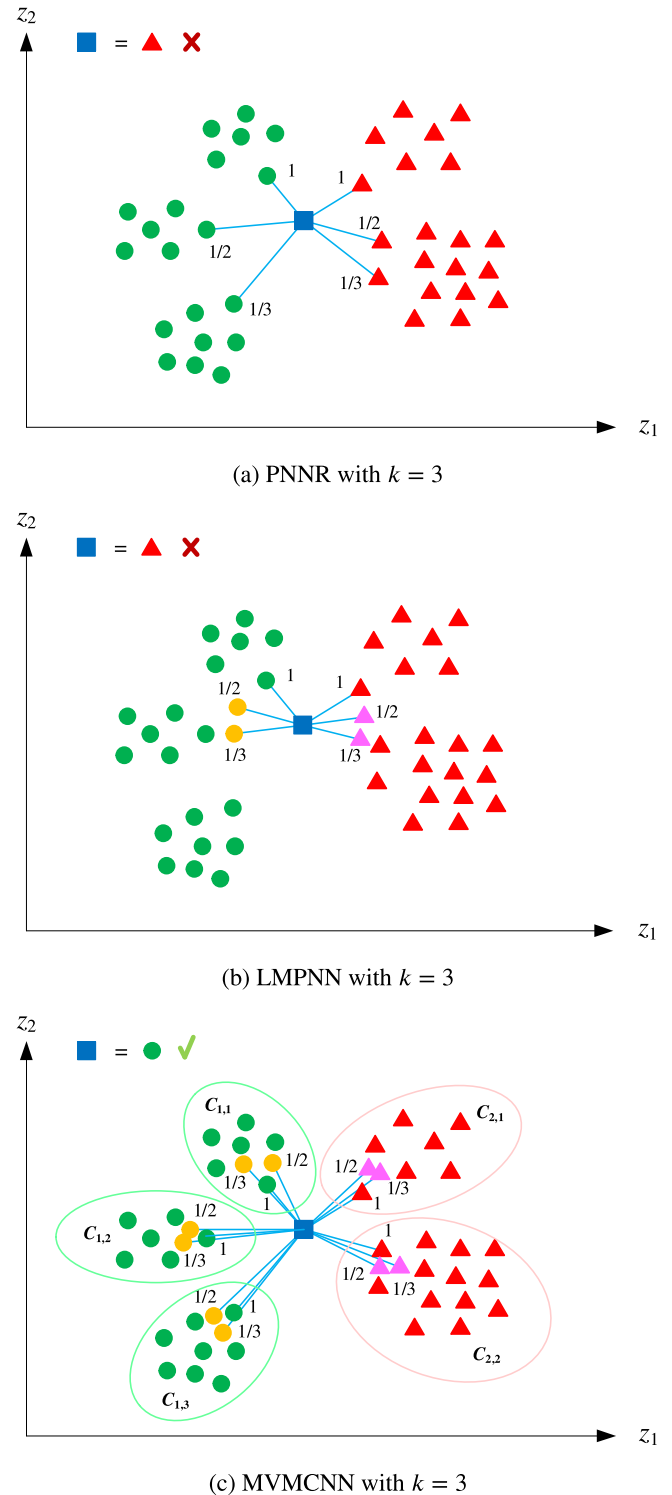 z₂
=
1
1
1/2
1/2
1/3
1/3
z₁
(a) PNNR with k = 3
z₂
=
1
1
1/2
1/2
1/3
1/3
z₁
(b) LMPNN with k = 3
z₂
=
C₁,₁
C₂,₁
1/2
1/2
1/3
1/3
1
1
1/2
C₁,₂
1
1
1/3
1/2
1/3
1/2
1
1/3
C₂,₂
C₁,₃
z₁
(c) MVMCNN with k = 3